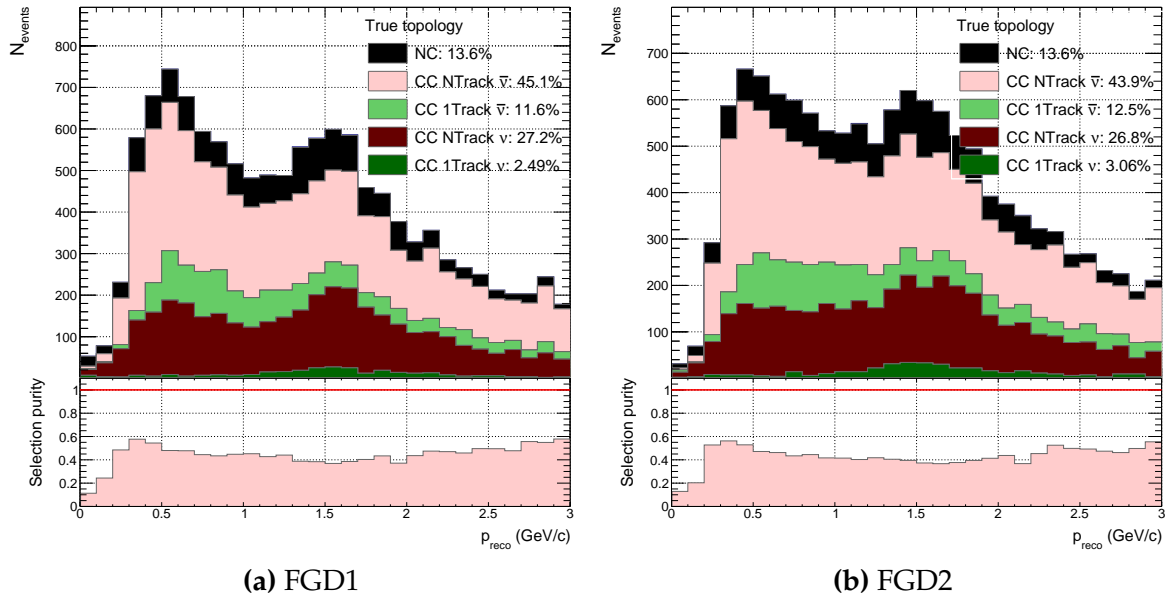 N events
True topology
NC: 13.6%
CC NTrack ν̄: 45.1%
CC 1Track ν̄: 11.6%
CC NTrack ν: 27.2%
CC 1Track ν: 2.49%
800
700
600
500
400
300
200
100
Selection purity
1
0.8
0.6
0.4
0.2
0
0 0.5 1 1.5 2 2.5 3
p reco (GeV/c)
(a) FGD1
N events
True topology
NC: 13.6%
CC NTrack ν̄: 43.9%
CC 1Track ν̄: 12.5%
CC NTrack ν: 26.8%
CC 1Track ν: 3.06%
700
600
500
400
300
200
100
Selection purity
1
0.8
0.6
0.4
0.2
0
0 0.5 1 1.5 2 2.5 3
p reco (GeV/c)
(b) FGD2